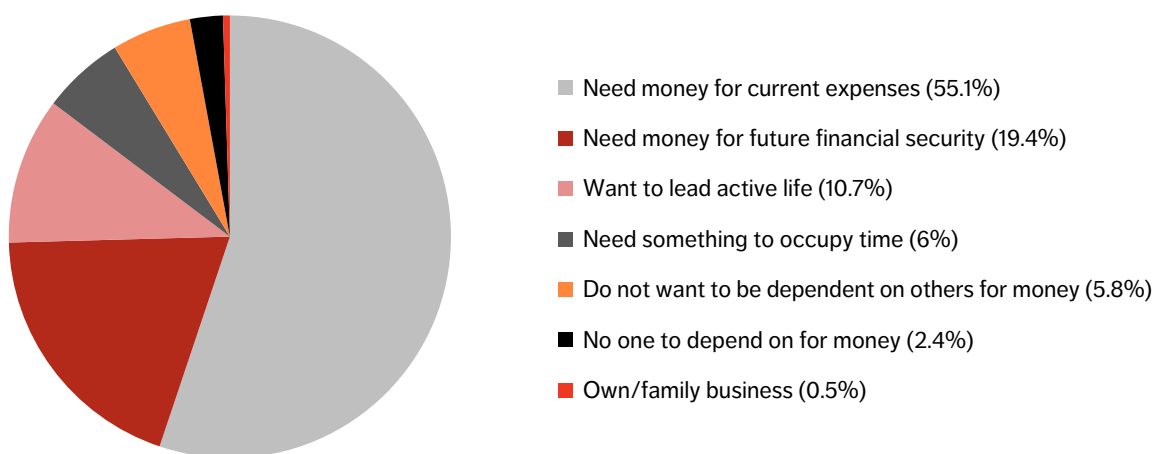 Need money for current expenses (55.1%)
Need money for future financial security (19.4%)
Want to lead active life (10.7%)
Need something to occupy time (6%)
Do not want to be dependent on others for money (5.8%)
No one to depend on for money (2.4%)
Own/family business (0.5%)